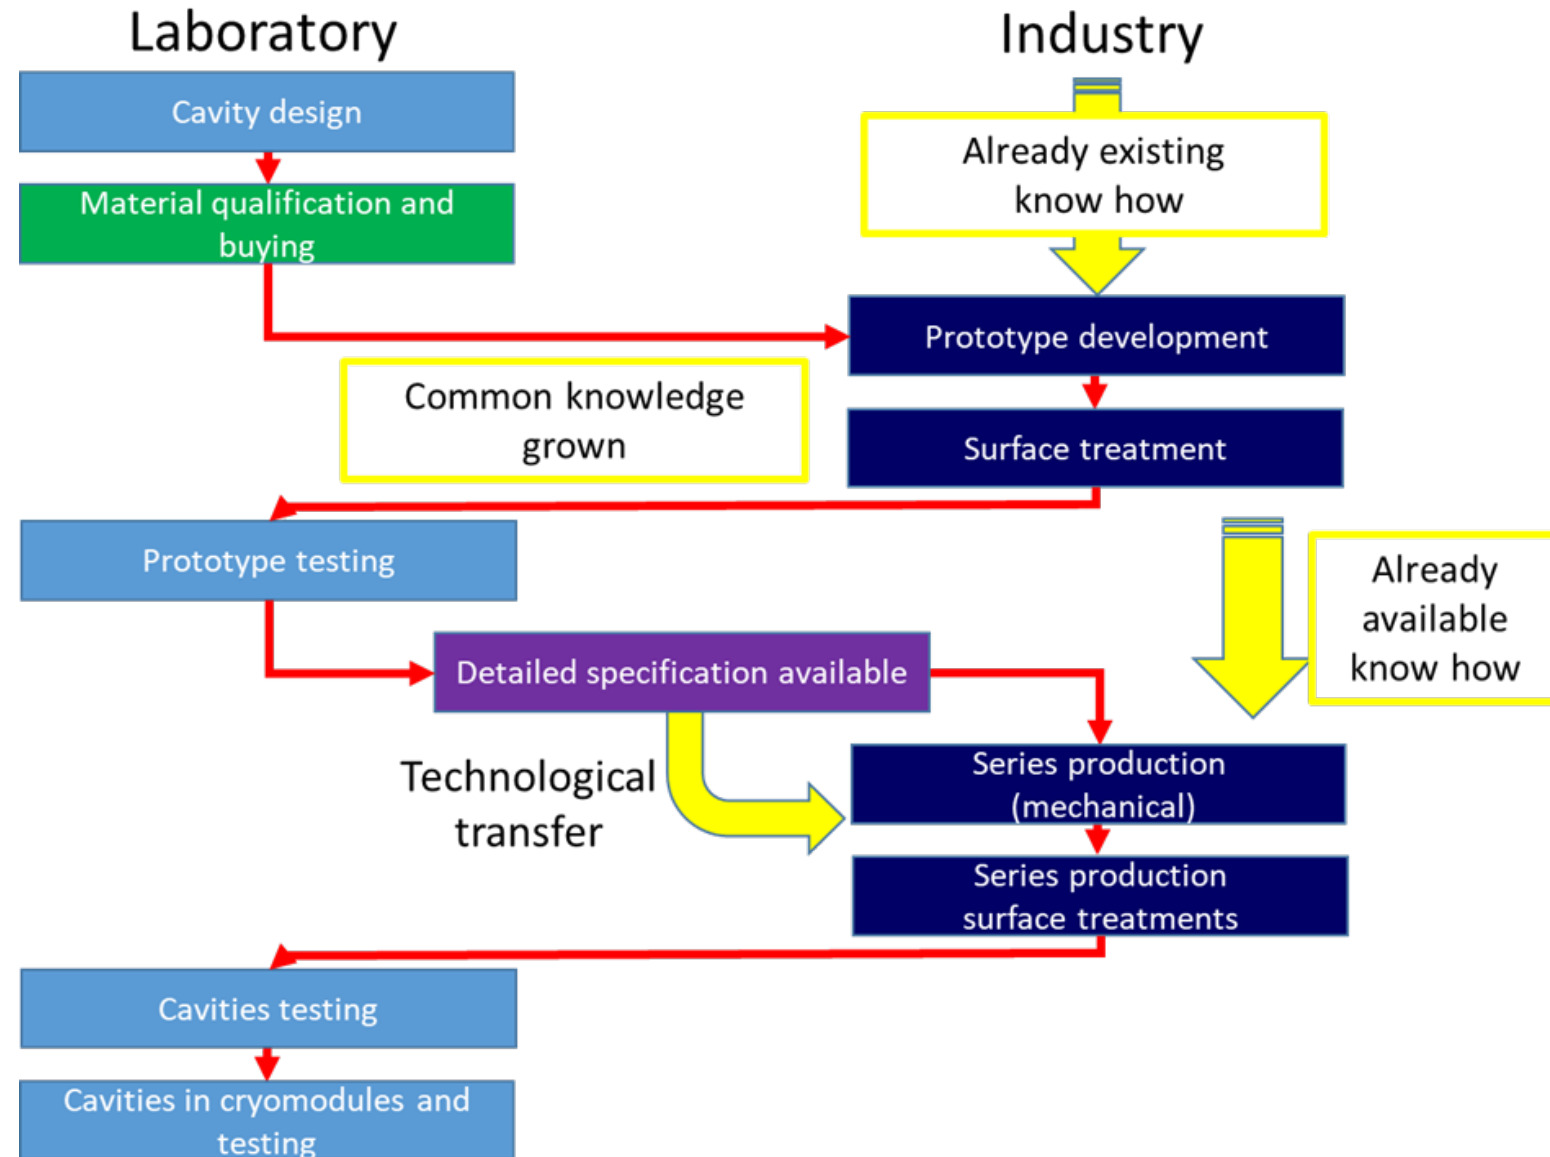 Laboratory
Industry
Cavity design
Already existing
know how
Material qualification and
buying
Prototype development
Common knowledge
grown
Surface treatment
Prototype testing
Already
available
know how
Detailed specification available
Technological
transfer
Series production
(mechanical)
Series production
surface treatments
Cavities testing
Cavities in cryomodules and
testing